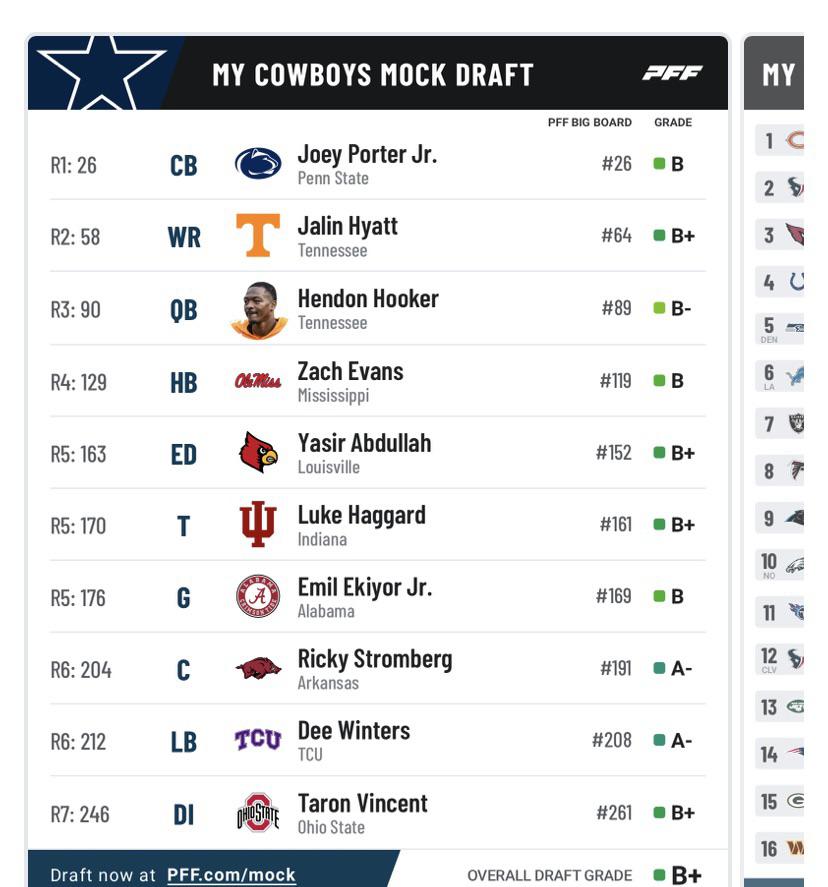 MY COWBOYS MOCK DRAFT PFF
PFF BIG BOARD GRADE
R1: 26 CB Joey Porter Jr. #26 B
Penn State
R2: 58 WR T Jalin Hyatt #64 B+
Tennessee
R3: 90 QB Hendon Hooker #89 B-
Tennessee
R4: 129 HB Ole Miss Zach Evans #119 B
Mississippi
R5: 163 ED Yasir Abdullah #152 B+
Louisville
R5: 170 T Luke Haggard #161 B+
Indiana
R5: 176 G Emil Ekiyor Jr. #169 B
Alabama
R6: 204 C Ricky Stromberg #191 A-
Arkansas
R6: 212 LB TCU Dee Winters #208 A-
TCU
R7: 246 DI OHIO STATE Taron Vincent #261 B+
Ohio State
Draft now at PFF.com/mock OVERALL DRAFT GRADE B+
MY
1
2
3
4
5
DEN
6
LA
7
8
9
10
NO
11
12
CLV
13
14
15
16